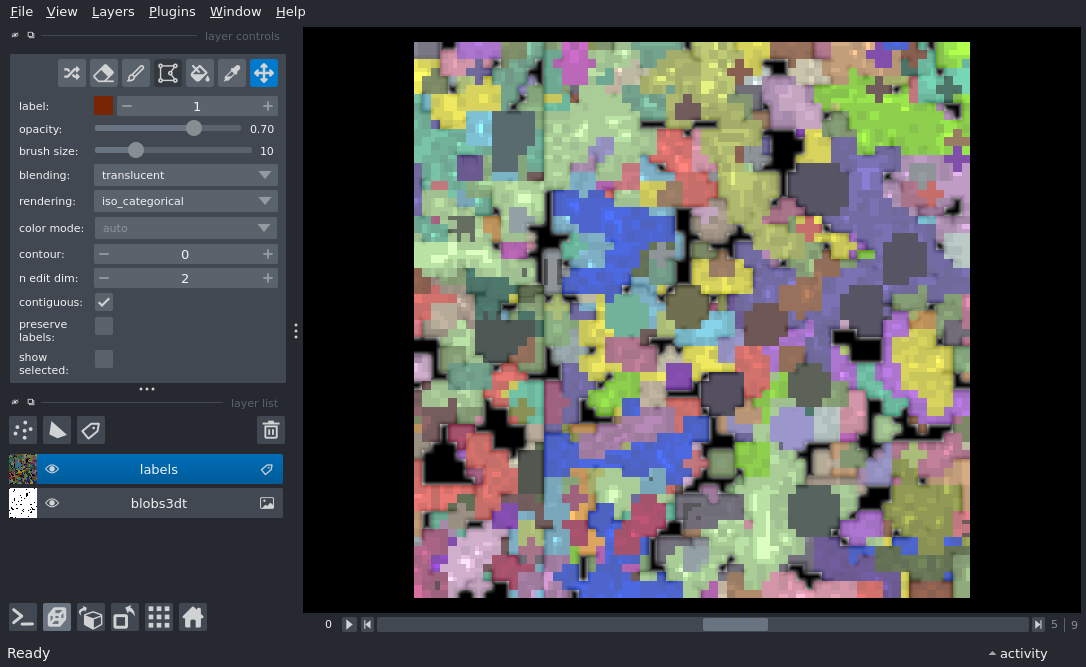 File View Layers Plugins Window Help
layer controls
label: 1
opacity: 0.70
brush size: 10
blending: translucent
rendering: iso_categorical
color mode: auto
contour: 0
n edit dim: 2
contiguous:
preserve
labels:
show
selected:
layer list
labels
blobs3dt
0 5 | 9
Ready activity